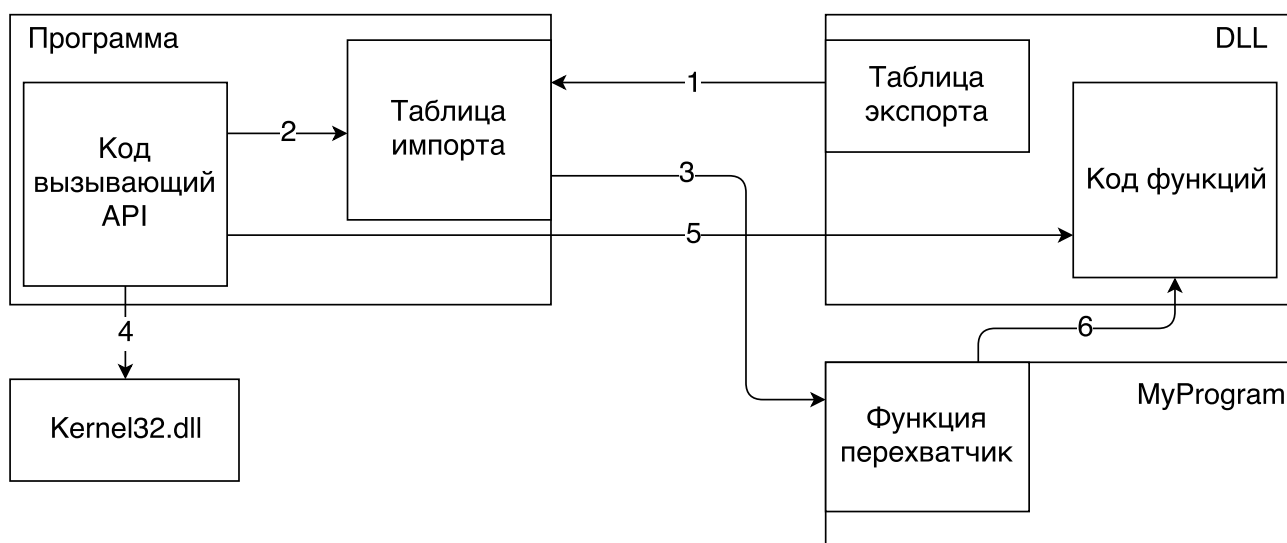 Программа
DLL
Таблица
экспорта
1
Таблица
импорта
2
Код
вызывающий
API
3
Код функций
5
4
6
Kernel32.dll
MyProgram
Функция
перехватчик